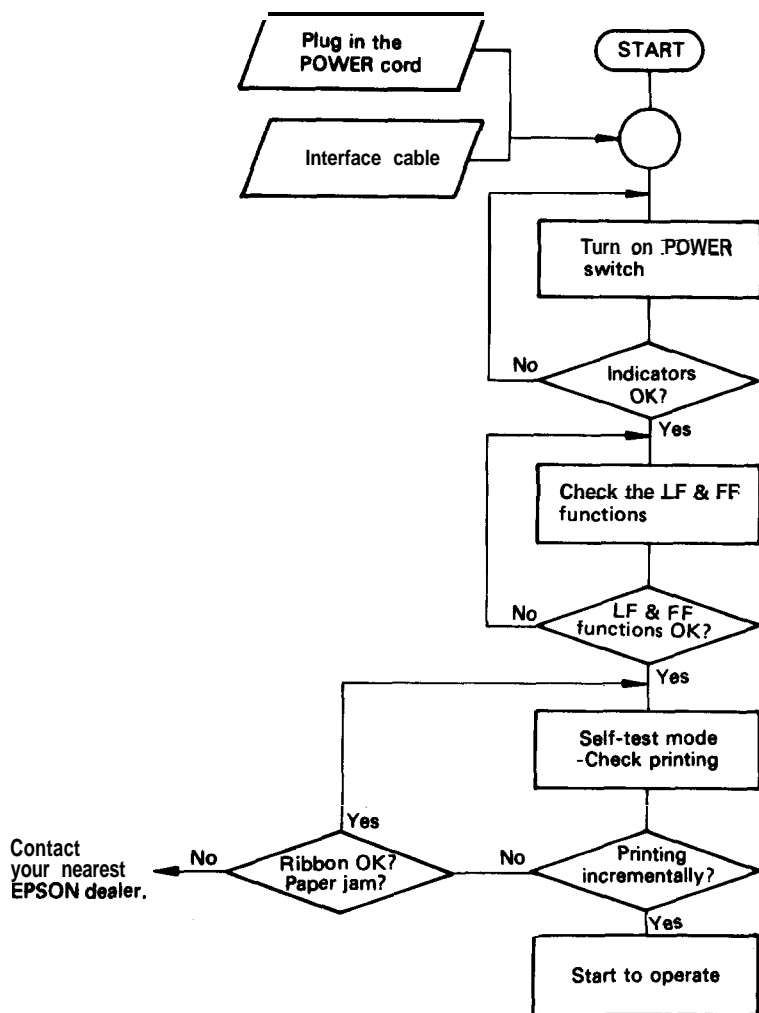 Plug in the
POWER cord
START
Interface cable
Turn on POWER
switch
No
Indicators
OK?
Yes
Check the LF & FF
functions
No
LF & FF
functions OK?
Yes
Self-test mode
-Check printing
Yes
Contact
your nearest
EPSON dealer.
No
Ribbon OK?
Paper jam?
No
Printing
incrementally?
Yes
Start to operate